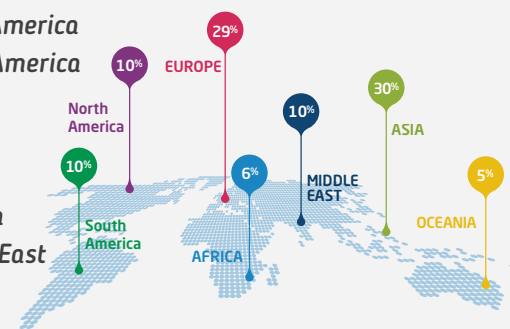 America
America
29%
10%
EUROPE
30%
10%
North
America
ASIA
10%
6%
5%
MIDDLE
EAST
South
America
OCEANIA
East
AFRICA